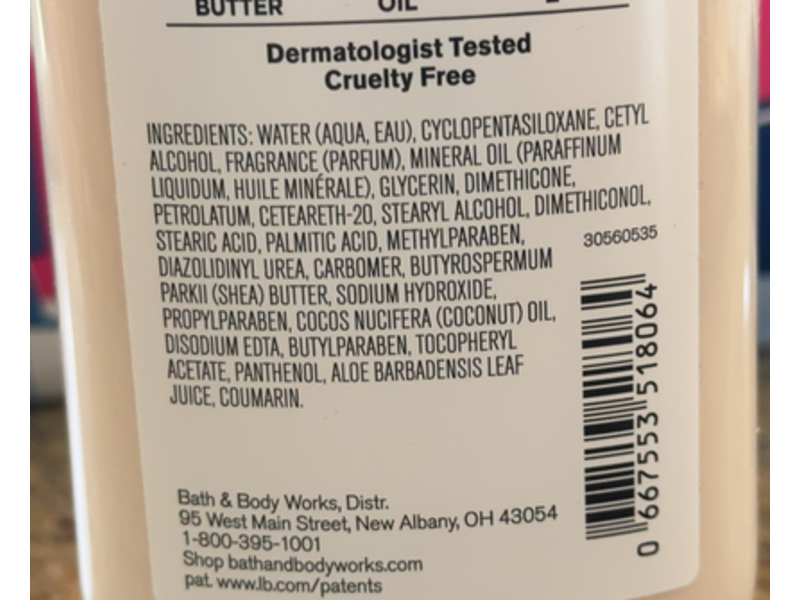 BUTTER OIL
Dermatologist Tested
Cruelty Free
INGREDIENTS: WATER (AQUA, EAU), CYCLOPENTASILOXANE, CETYL
ALCOHOL, FRAGRANCE (PARFUM), MINERAL OIL (PARAFFINUM
LIQUIDUM, HUILE MINÉRALE), GLYCERIN, DIMETHICONE,
PETROLATUM, CETEARETH-20, STEARYL ALCOHOL, DIMETHICONOL,
STEARIC ACID, PALMITIC ACID, METHYLPARABEN,
DIAZOLIDINYL UREA, CARBOMER, BUTYROSPERMUM
PARKII (SHEA) BUTTER, SODIUM HYDROXIDE,
PROPYLPARABEN, COCOS NUCIFERA (COCONUT) OIL,
DISODIUM EDTA, BUTYLPARABEN, TOCOPHERYL
ACETATE, PANTHENOL, ALOE BARBADENSIS LEAF
JUICE, COUMARIN.
30560535
0 667553 518064
Bath & Body Works, Distr.
95 West Main Street, New Albany, OH 43054
1-800-395-1001
Shop bathandbodyworks.com
pat. www.lb.com/patents